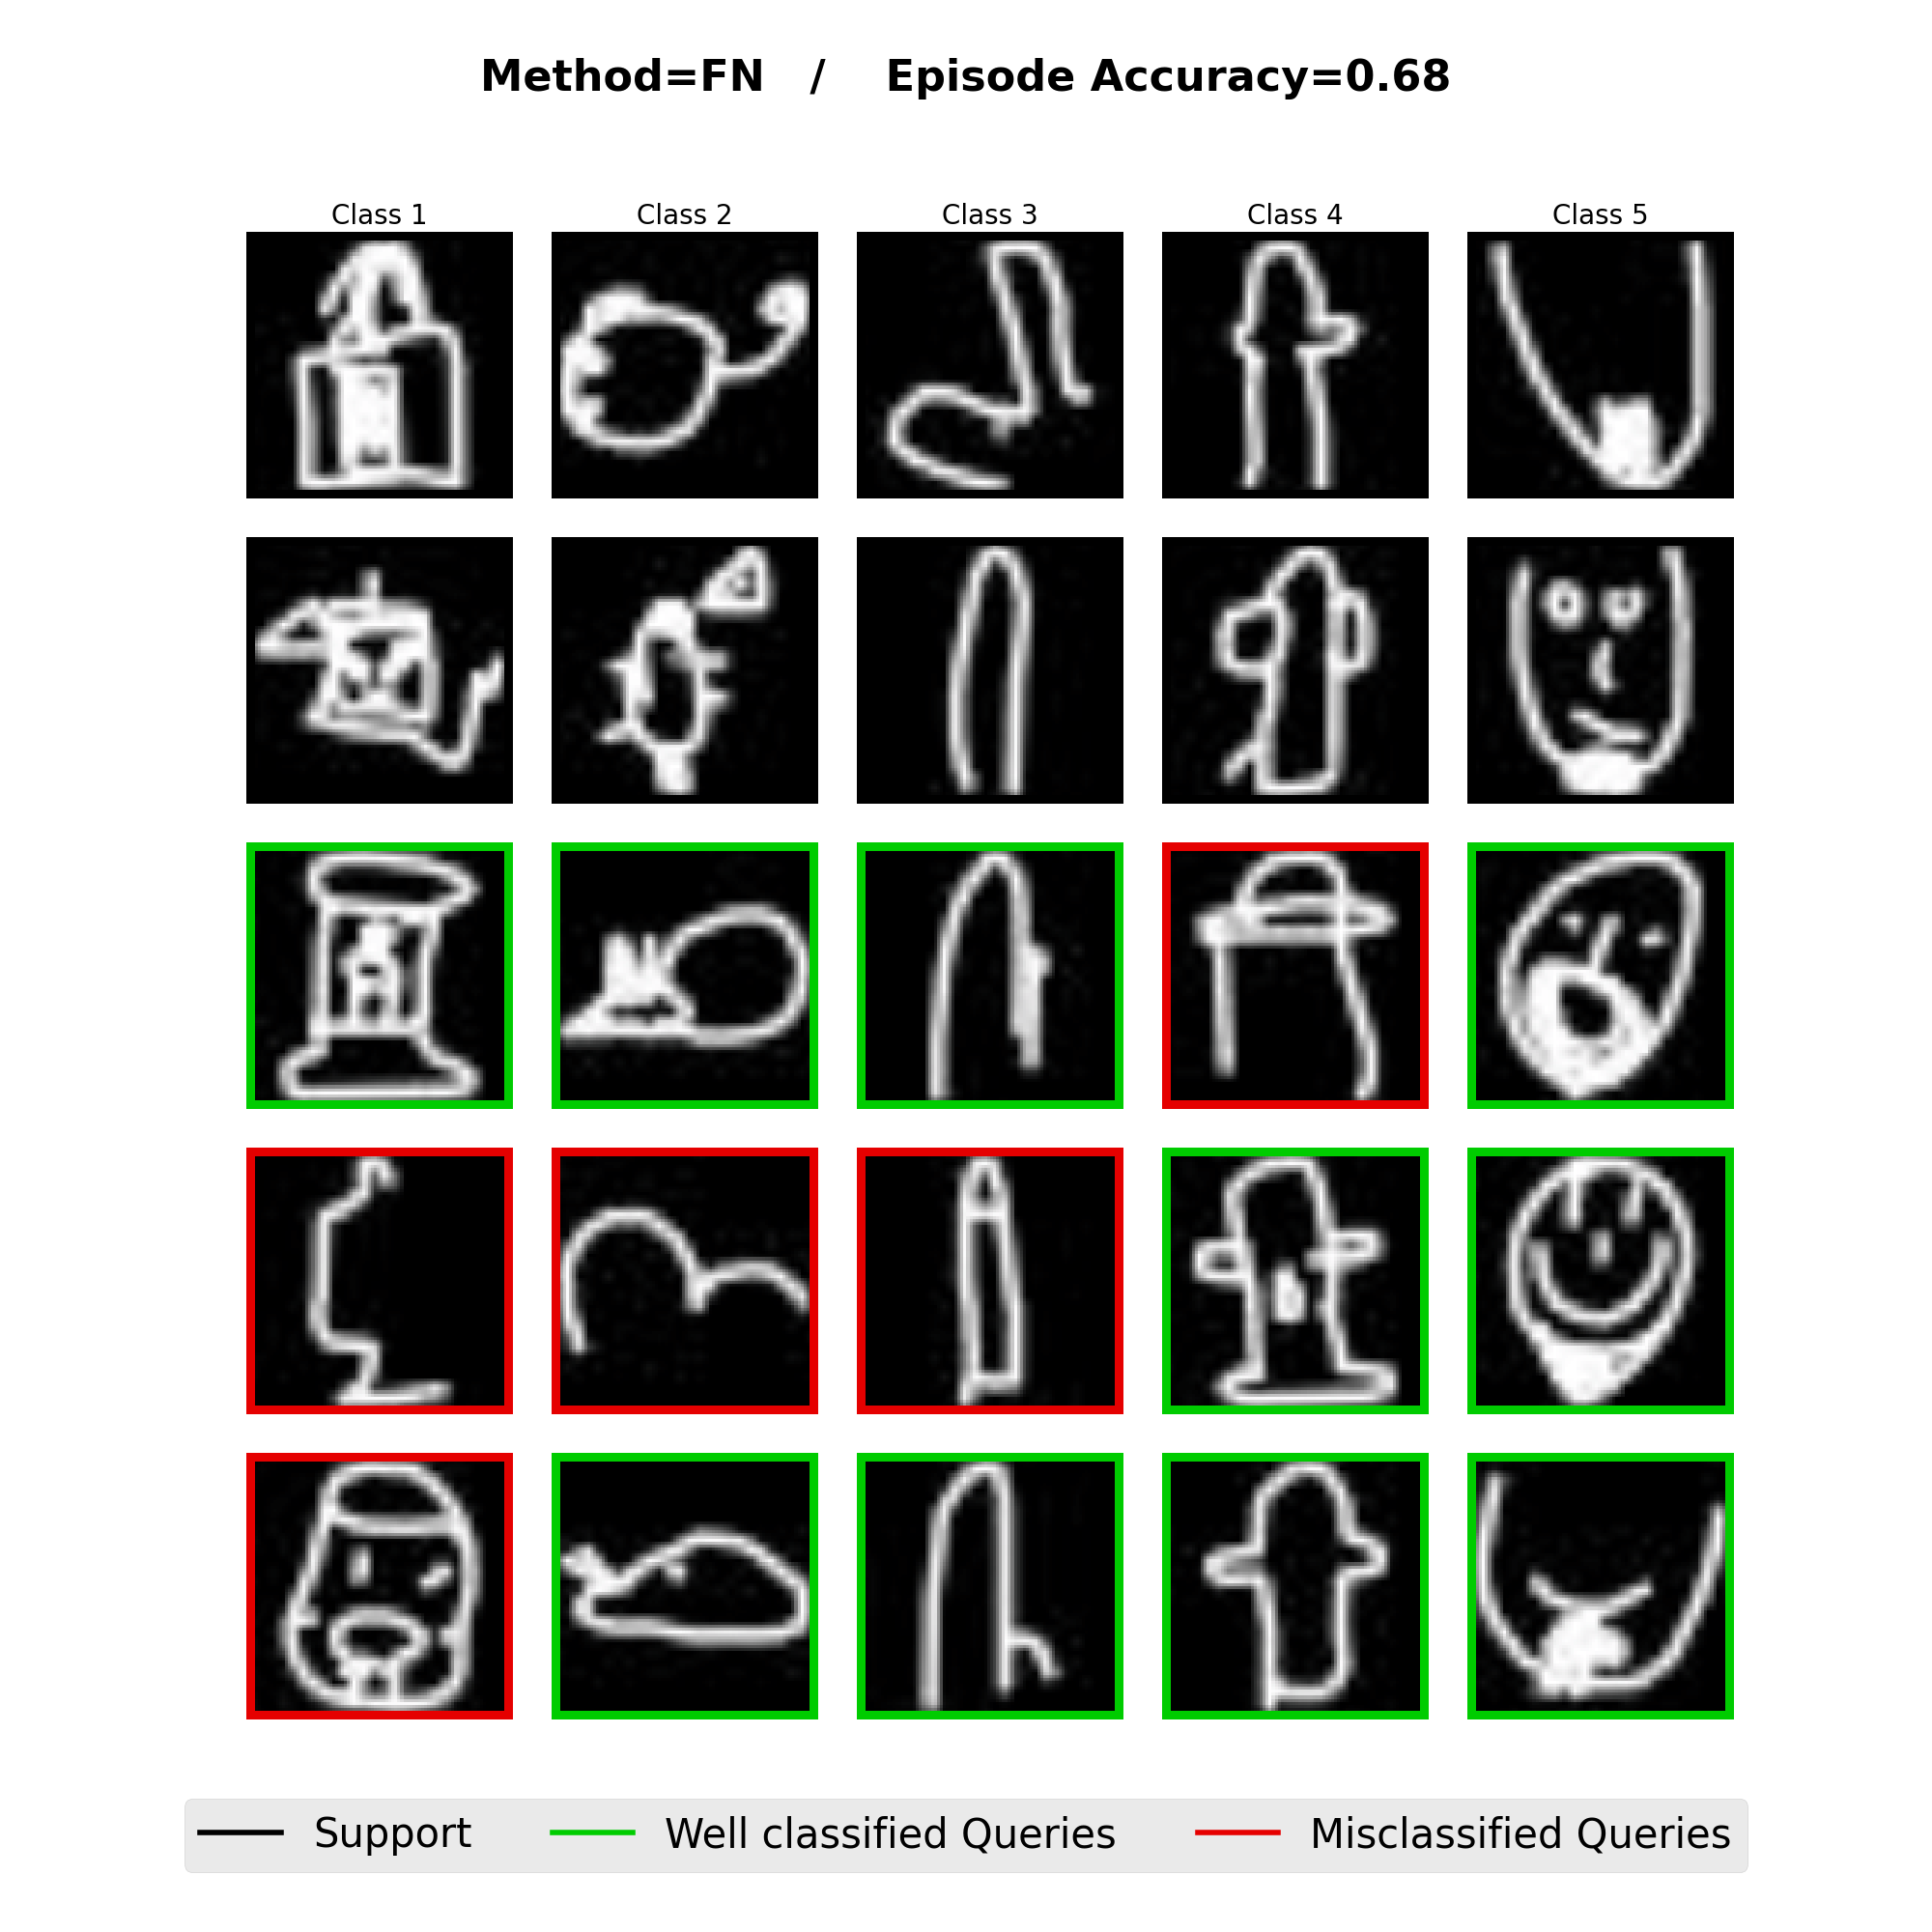 Method=FN / Episode Accuracy=0.68
Class 1 Class 2 Class 3 Class 4 Class 5
Support Well classified Queries Misclassified Queries